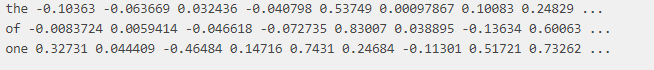 the -0.10363 -0.063669 0.032436 -0.040798 0.53749 0.00097867 0.10083 0.24829 ...
of -0.0083724 0.0059414 -0.046618 -0.072735 0.83007 0.038895 -0.13634 0.60063 ...
one 0.32731 0.044409 -0.46484 0.14716 0.7431 0.24684 -0.11301 0.51721 0.73262 ...